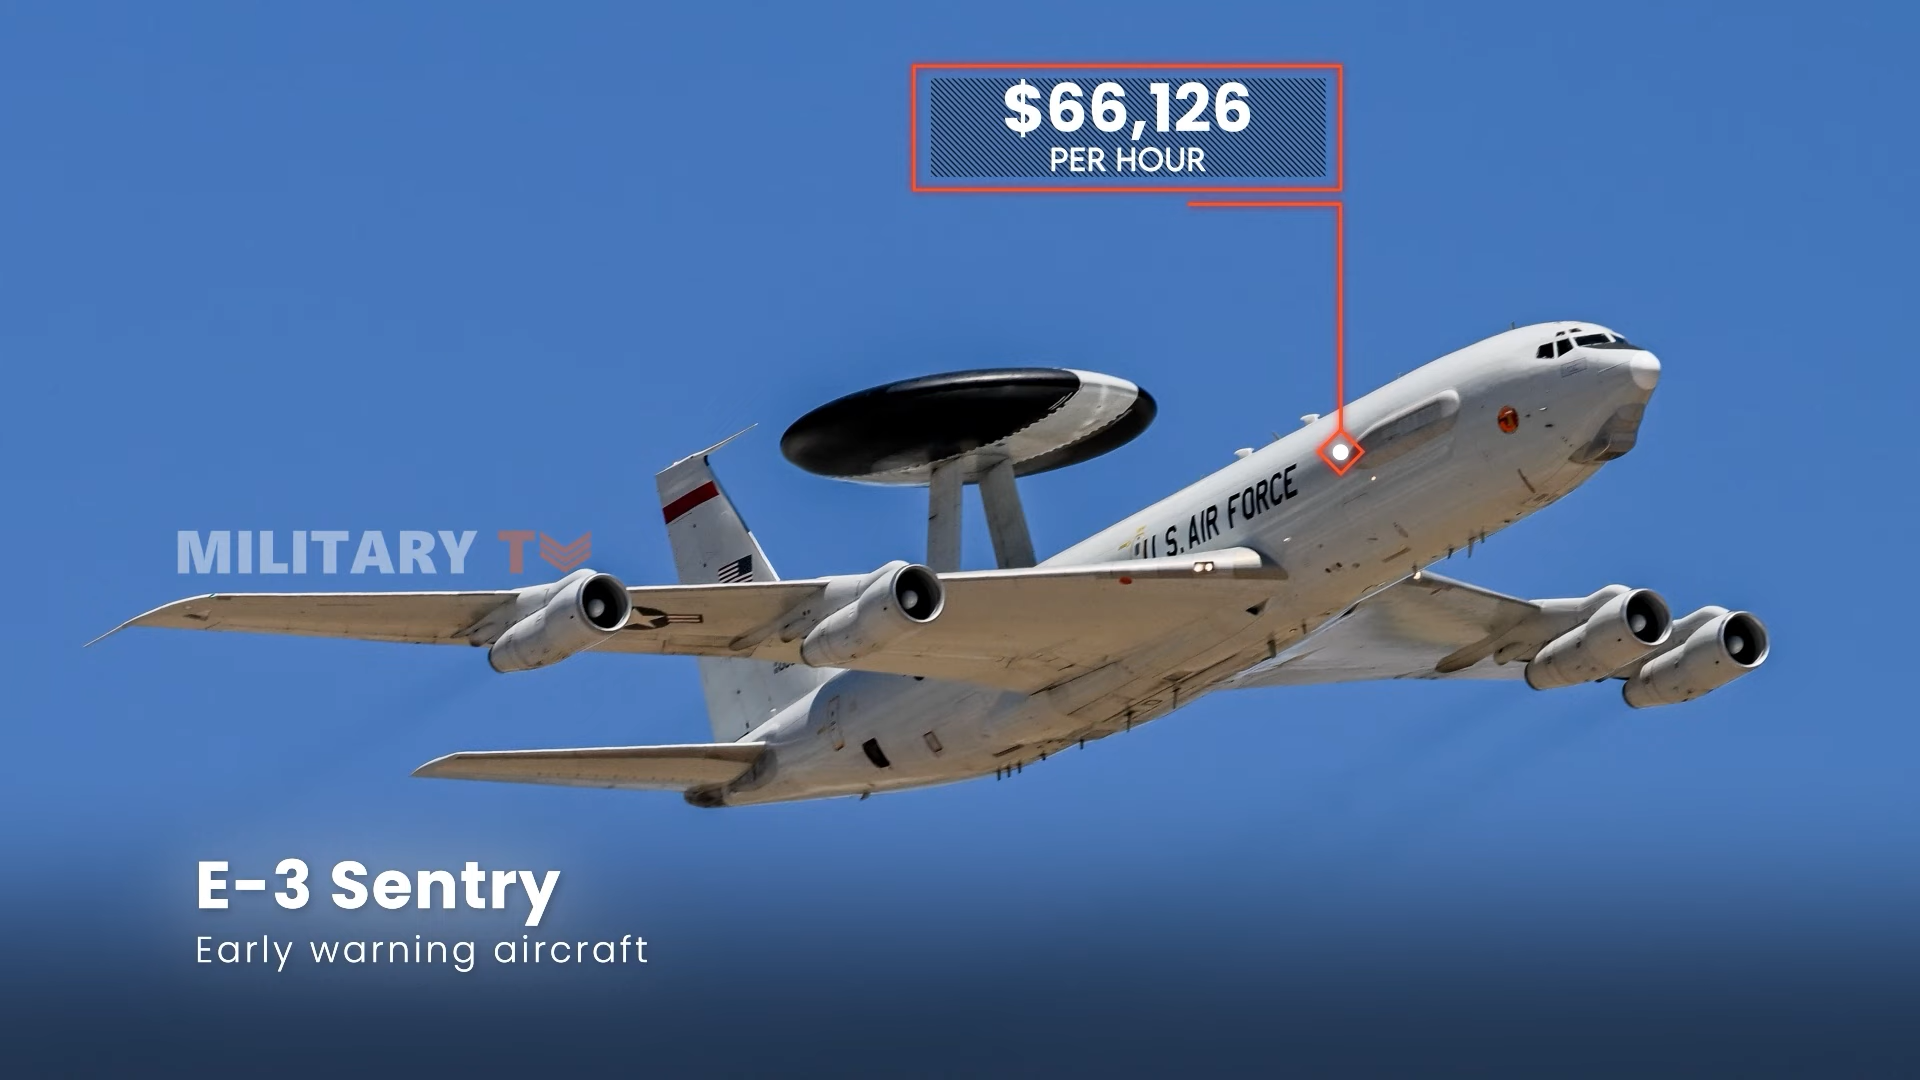 $66,126
PER HOUR
U.S. AIR FORCE
MILITARY TV
E-3 Sentry
Early warning aircraft